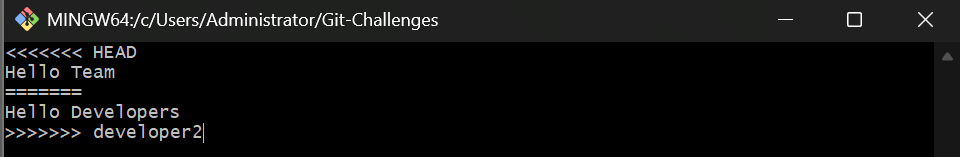 MINGW64:/c/Users/Administrator/Git-Challenges
<<<<<<< HEAD
Hello Team
=======
Hello Developers
>>>>>>> developer2